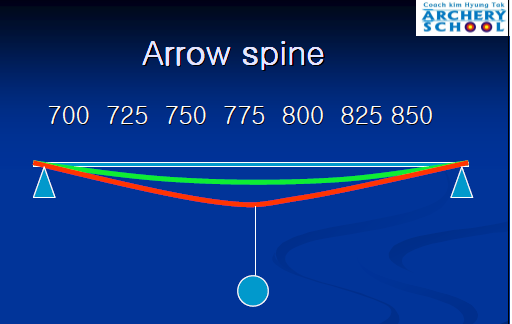 Coach kim Hyung Tak
ARCHERY
SCHOOL
Arrow spine
700 725 750 775 800 825 850